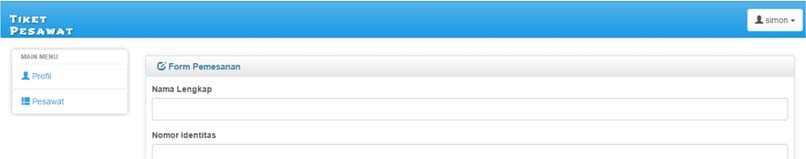 Tiket
Pesawat
simon
MAIN MENU
Profil
Pesawat
Form Pemesanan
Nama Lengkap
Nomor Identitas